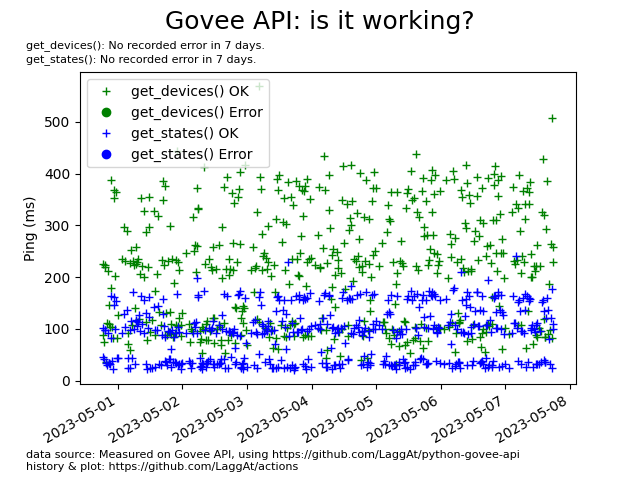 Govee API: is it working?
get_devices(): No recorded error in 7 days.
get_states(): No recorded error in 7 days.
get_devices() OK
get_devices() Error
get_states() OK
get_states() Error
Ping (ms)
500
400
300
200
100
0
2023-05-01
2023-05-02
2023-05-03
2023-05-04
2023-05-05
2023-05-06
2023-05-07
2023-05-08
data source: Measured on Govee API, using https://github.com/LaggAt/python-govee-api
history & plot: https://github.com/LaggAt/actions